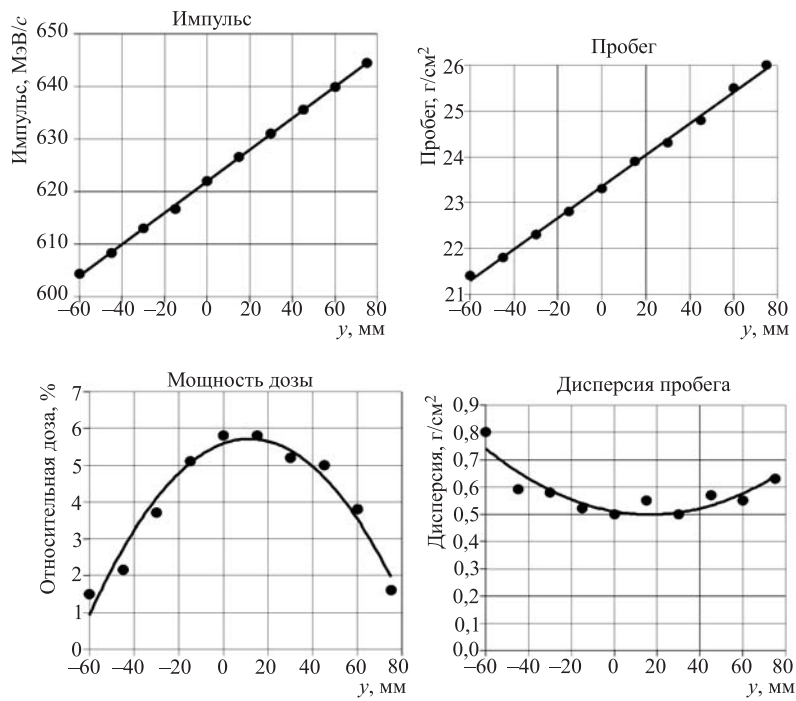 Импульс
Импульс, МэВ/c
650
640
630
620
610
600
–60 –40 –20 0 20 40 60 80
y, мм
Пробег
Пробег, г/см²
26
25
24
23
22
21
–60 –40 –20 0 20 40 60 80
y, мм
Мощность дозы
Относительная доза, %
7
6
5
4
3
2
1
0
–60 –40 –20 0 20 40 60 80
y, мм
Дисперсия пробега
Дисперсия, г/см²
0,9
0,8
0,7
0,6
0,5
0,4
0,3
0,2
0,1
0,0
–60 –40 –20 0 20 40 60 80
y, мм